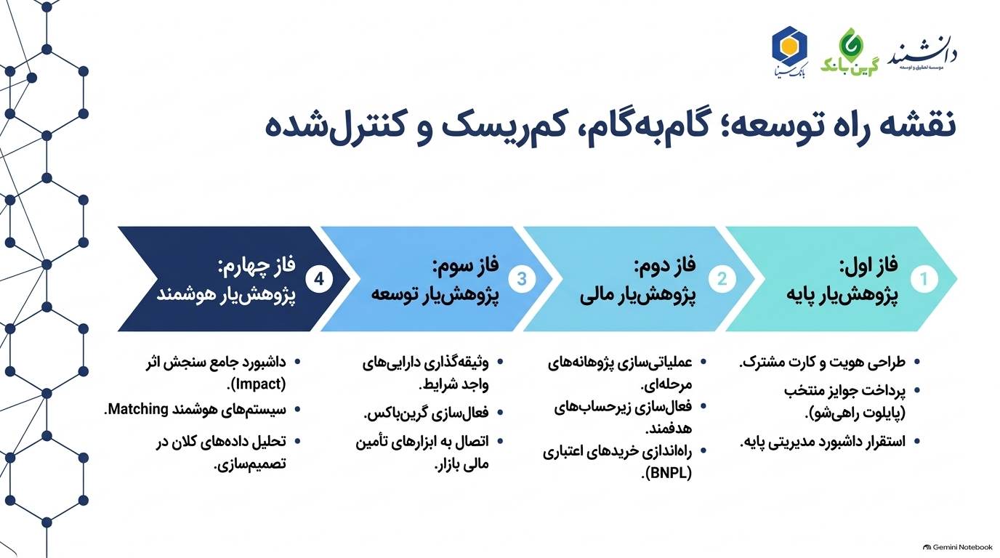 دانشمند
موسسه تحقیق و توسعه
گرین بانک
بانک سینا
نقشه راه توسعه؛ گام‌به‌گام، کم‌ریسک و کنترل‌شده
1
فاز اول:
پژوهش‌یار پایه
طراحی هویت و کارت مشترک.
پرداخت جوایز منتخب
(پایلوت راهی‌شو).
استقرار داشبورد مدیریتی پایه.
2
فاز دوم:
پژوهش‌یار مالی
عملیاتی‌سازی پژوهانه‌های
مرحله‌ای.
فعال‌سازی زیرحساب‌های
هدفمند.
راه‌اندازی خریدهای اعتباری
(BNPL).
3
فاز سوم:
پژوهش‌یار توسعه
وثیقه‌گذاری دارایی‌های
واجد شرایط.
فعال‌سازی گرین‌باکس.
اتصال به ابزارهای تأمین
مالی بازار.
4
فاز چهارم:
پژوهش‌یار هوشمند
داشبورد جامع سنجش اثر
(Impact).
سیستم‌های هوشمند Matching.
تحلیل داده‌های کلان در
تصمیم‌سازی.
Gemini Notebook